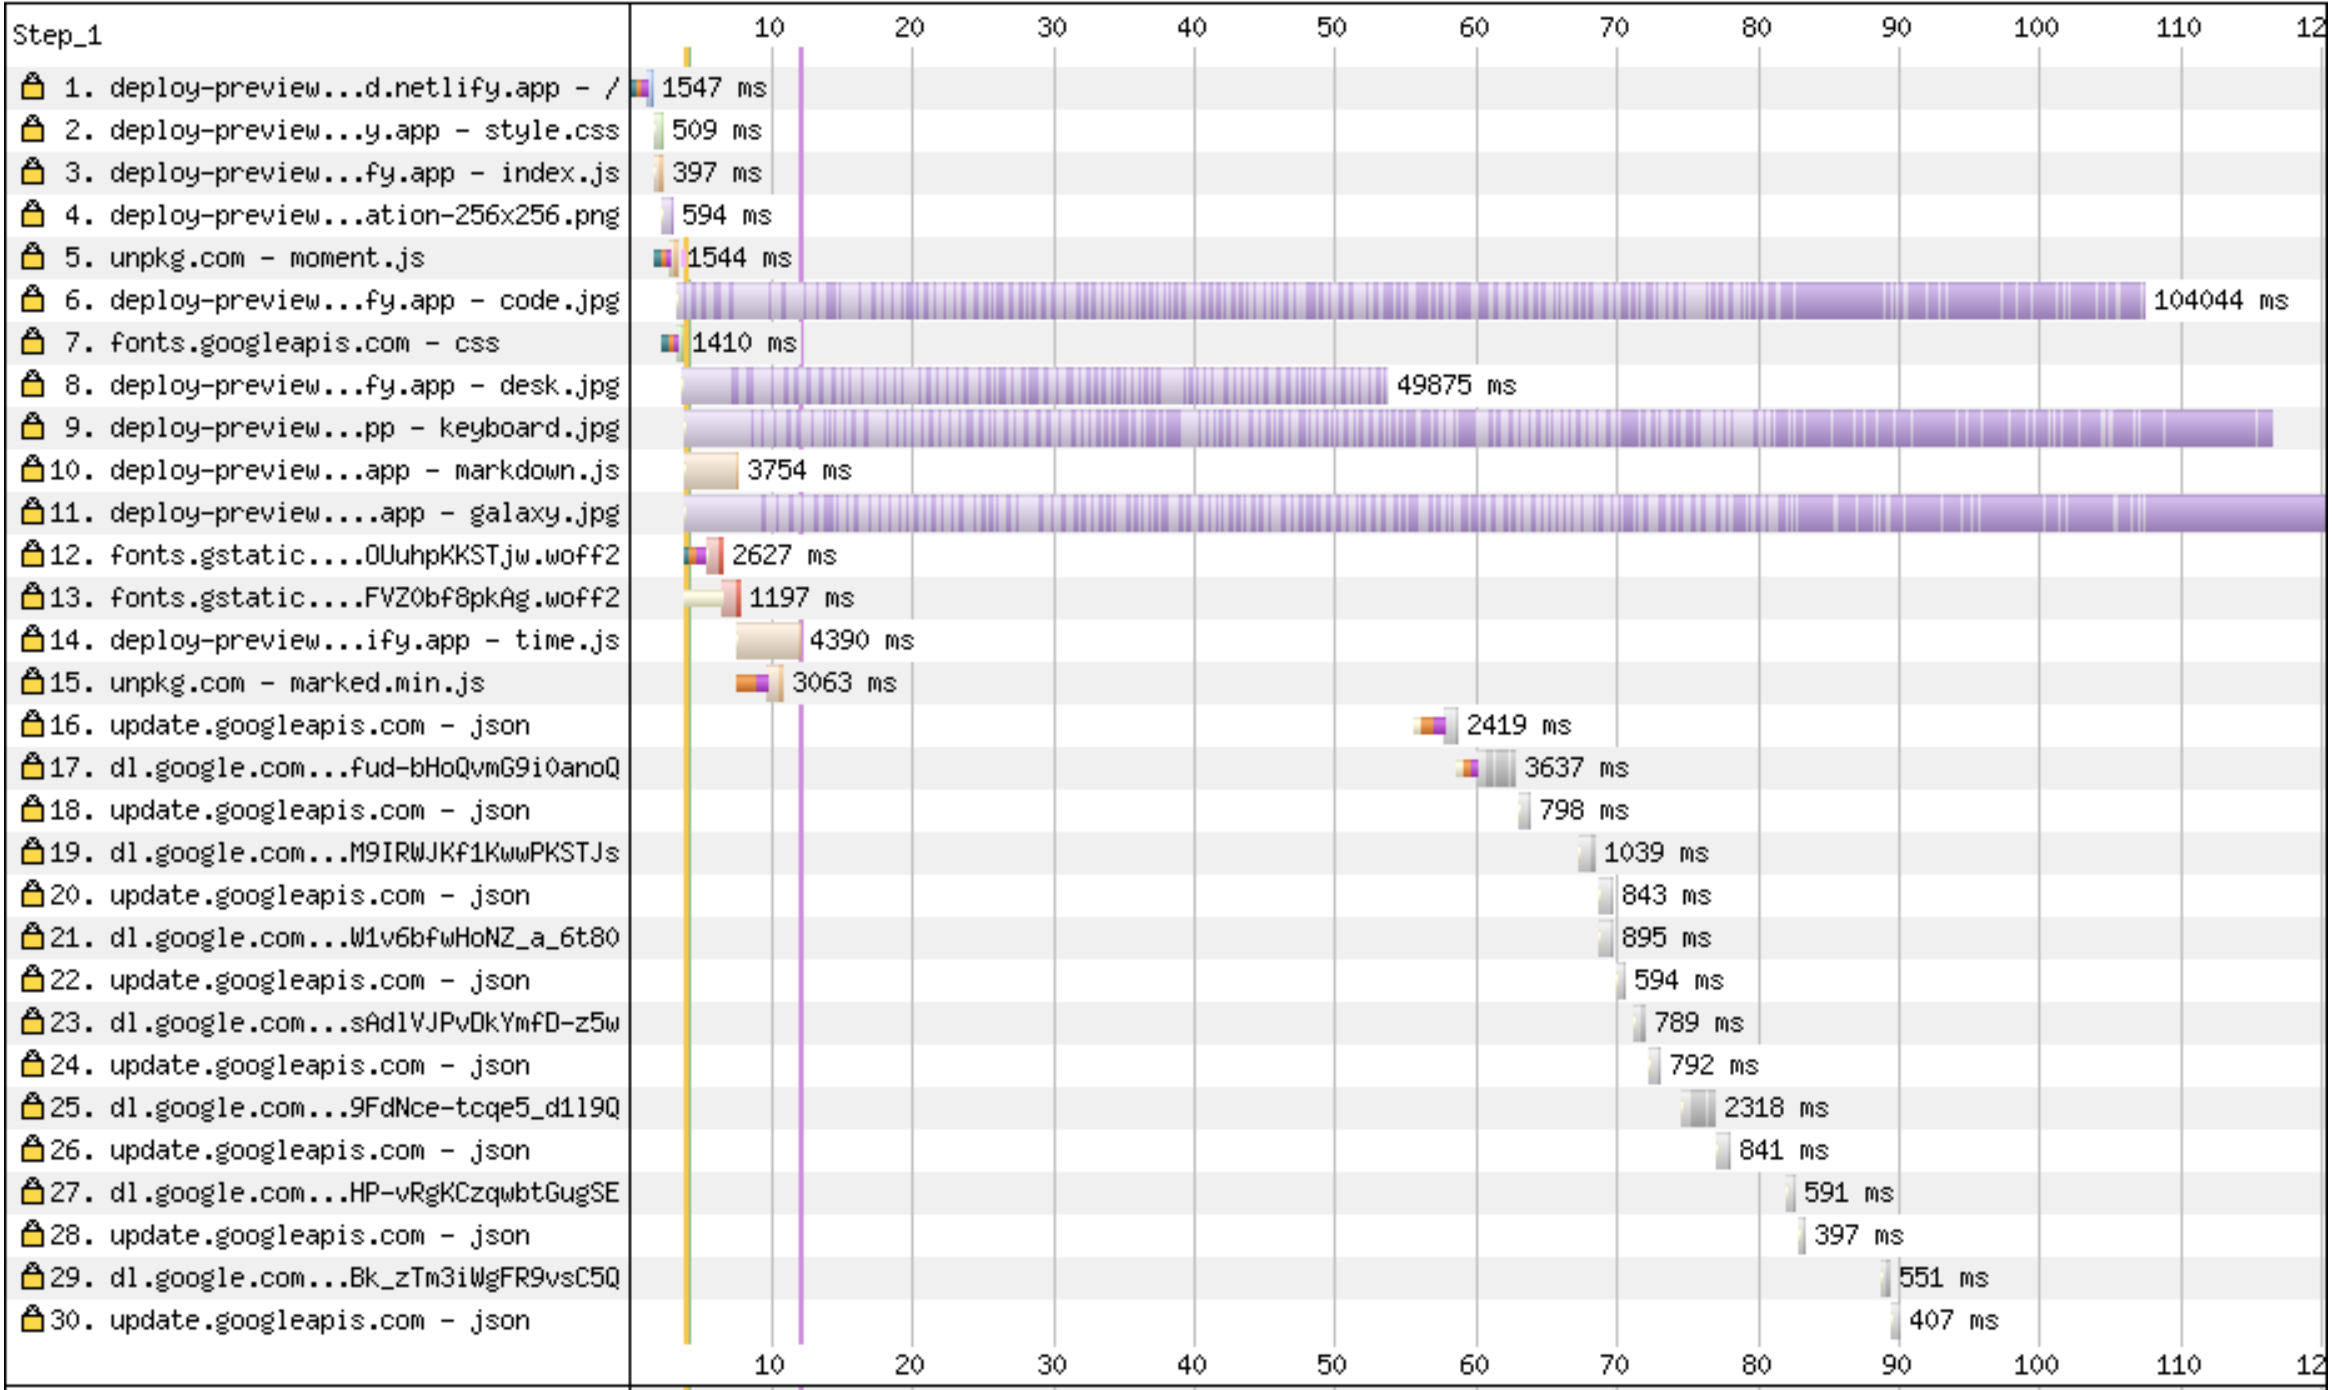 Step_1
10 20 30 40 50 60 70 80 90 100 110 12
1. deploy-preview...d.netlify.app - / 1547 ms
2. deploy-preview...y.app - style.css 509 ms
3. deploy-preview...fy.app - index.js 397 ms
4. deploy-preview...ation-256x256.png 594 ms
5. unpkg.com - moment.js 1544 ms
6. deploy-preview...fy.app - code.jpg 104044 ms
7. fonts.googleapis.com - css 1410 ms
8. deploy-preview...fy.app - desk.jpg 49875 ms
9. deploy-preview...pp - keyboard.jpg
10. deploy-preview...app - markdown.js 3754 ms
11. deploy-preview....app - galaxy.jpg
12. fonts.gstatic....OUuhpKKSTjw.woff2 2627 ms
13. fonts.gstatic....FVZ0bf8pkAg.woff2 1197 ms
14. deploy-preview...ify.app - time.js 4390 ms
15. unpkg.com - marked.min.js 3063 ms
16. update.googleapis.com - json 2419 ms
17. dl.google.com...fud-bHoQvmG9i0anoQ 3637 ms
18. update.googleapis.com - json 798 ms
19. dl.google.com...M9IRWJKf1KwwPKSTJs 1039 ms
20. update.googleapis.com - json 843 ms
21. dl.google.com...W1v6bfwHoNZ_a_6t80 895 ms
22. update.googleapis.com - json 594 ms
23. dl.google.com...sAdlVJPvDkYmfD-z5w 789 ms
24. update.googleapis.com - json 792 ms
25. dl.google.com...9FdNce-tcqe5_d1l9Q 2318 ms
26. update.googleapis.com - json 841 ms
27. dl.google.com...HP-vRgKCzqwbtGugSE 591 ms
28. update.googleapis.com - json 397 ms
29. dl.google.com...Bk_zTm3iWgFR9vsC5Q 551 ms
30. update.googleapis.com - json 407 ms
10 20 30 40 50 60 70 80 90 100 110 12